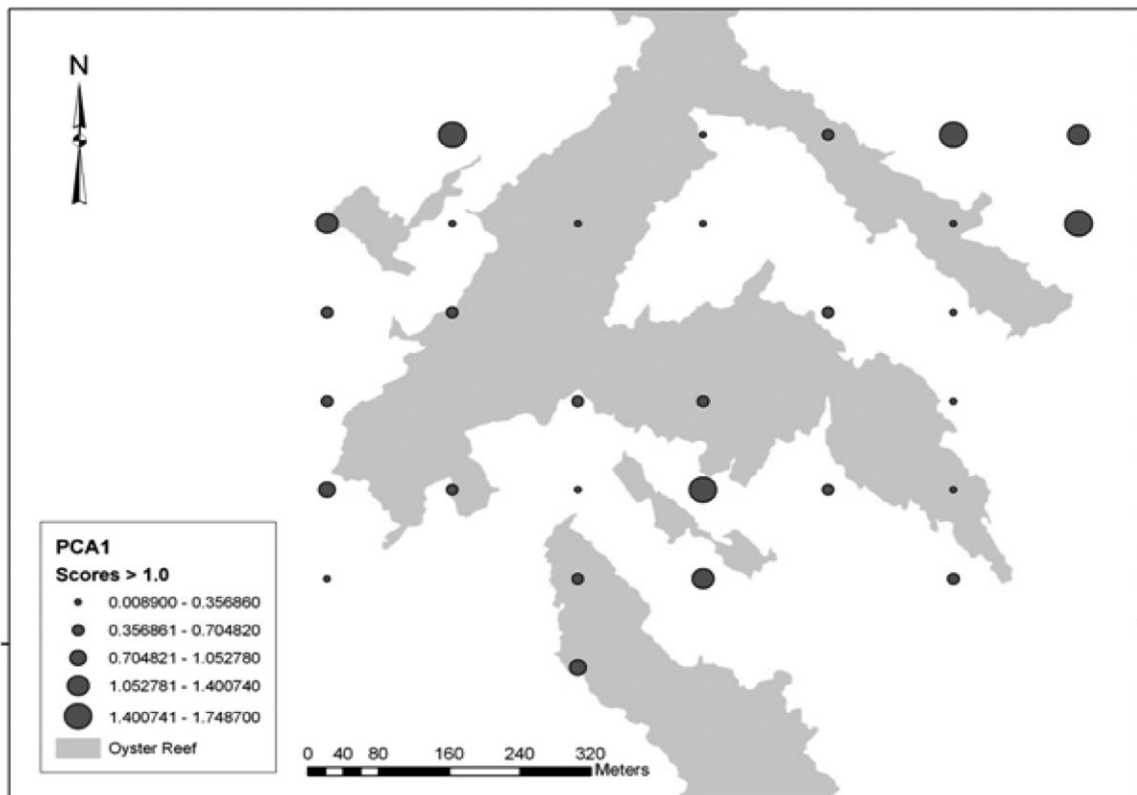 N
PCA1
Scores > 1.0
0.008900 - 0.356860
0.356861 - 0.704820
0.704821 - 1.052780
1.052781 - 1.400740
1.400741 - 1.748700
Oyster Reef
0 40 80 160 240 320
Meters